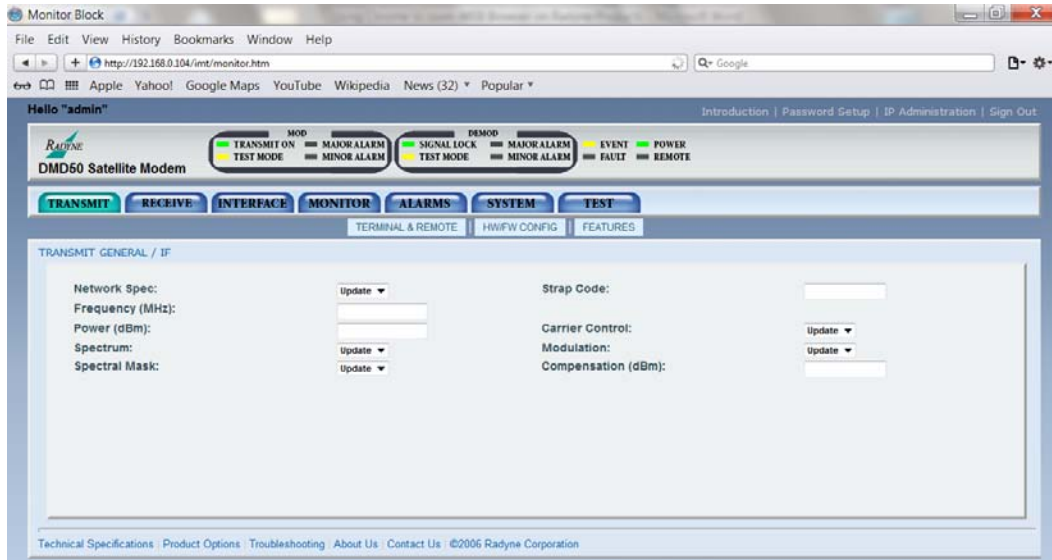 Monitor Block
File Edit View History Bookmarks Window Help
http://192.168.0.104/imt/monitor.htm
Google
Apple Yahoo! Google Maps YouTube Wikipedia News (32) Popular
Hello "admin"
Introduction | Password Setup | IP Administration | Sign Out
RADYNE
DMD50 Satellite Modem
MOD DEMOD
TRANSMIT ON MAJOR ALARM SIGNAL LOCK MAJOR ALARM EVENT POWER
TEST MODE MINOR ALARM TEST MODE MINOR ALARM FAULT REMOTE
TRANSMIT RECEIVE INTERFACE MONITOR ALARMS SYSTEM TEST
TERMINAL & REMOTE | HW/FW CONFIG | FEATURES
TRANSMIT GENERAL / IF
Network Spec: Update Strap Code:
Frequency (MHz):
Power (dBm): Carrier Control: Update
Spectrum: Update Modulation: Update
Spectral Mask: Update Compensation (dBm):
Technical Specifications | Product Options | Troubleshooting | About Us | Contact Us | ©2006 Radyne Corporation